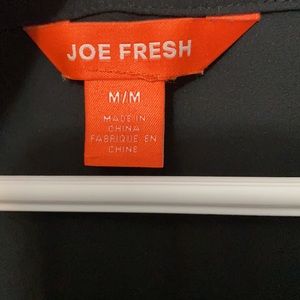 JOE FRESH
M/M
MADE IN
CHINA
FABRIQUÉ EN
CHINE